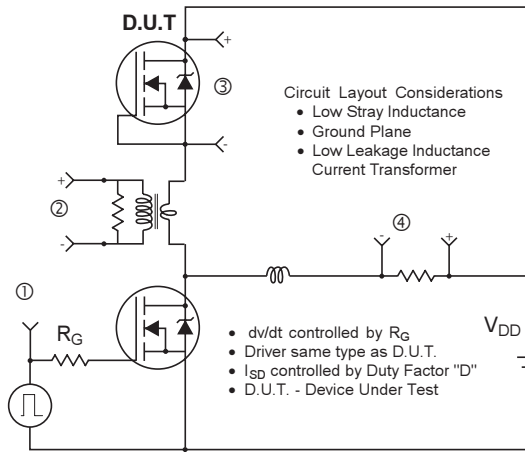 D.U.T
+
③
-
Circuit Layout Considerations
• Low Stray Inductance
• Ground Plane
• Low Leakage Inductance
Current Transformer
+
②
-
④
-
+
①
RG
• dv/dt controlled by RG
• Driver same type as D.U.T.
• ISD controlled by Duty Factor "D"
• D.U.T. - Device Under Test
VDD